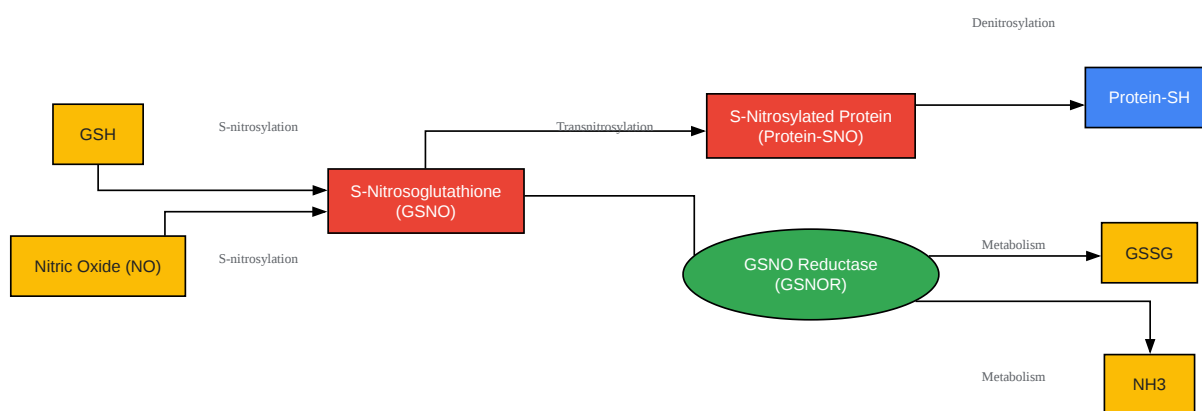 Denitrosylation
Protein-SH
GSH
S-nitrosylation
Transnitrosylation
S-Nitrosylated Protein
(Protein-SNO)
S-Nitrosoglutathione
(GSNO)
Nitric Oxide (NO)
S-nitrosylation
GSNO Reductase
(GSNOR)
Metabolism
GSSG
Metabolism
NH3